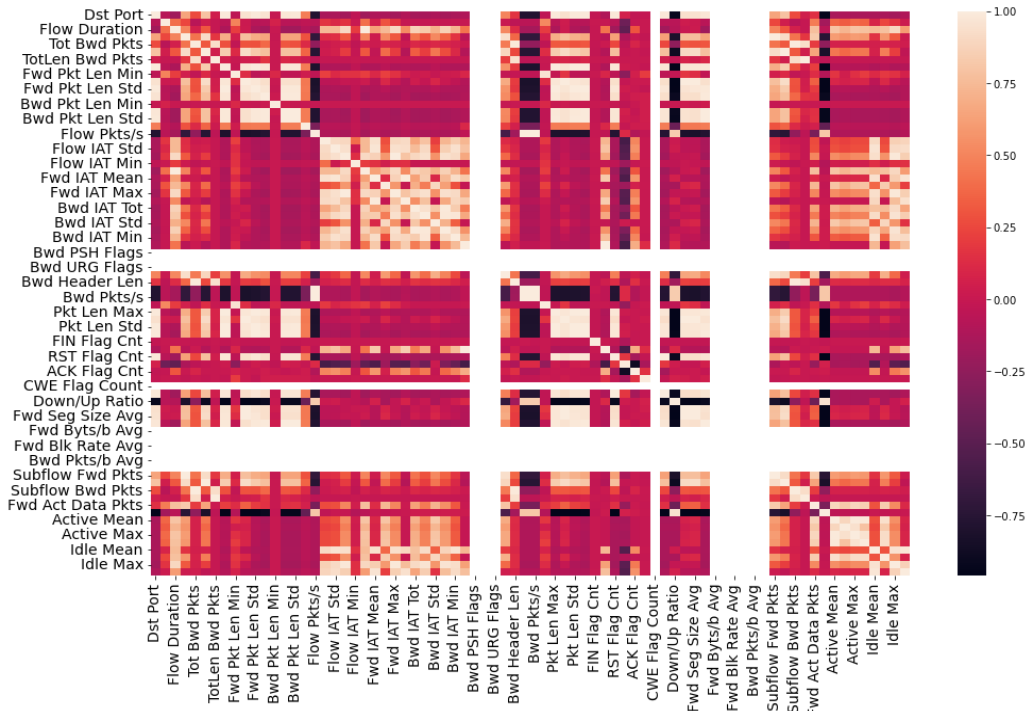 Dst Port
Flow Duration
Tot Bwd Pkts
TotLen Bwd Pkts
Fwd Pkt Len Min
Fwd Pkt Len Std
Bwd Pkt Len Min
Bwd Pkt Len Std
Flow Pkts/s
Flow IAT Std
Flow IAT Min
Fwd IAT Mean
Fwd IAT Max
Bwd IAT Tot
Bwd IAT Std
Bwd IAT Min
Bwd PSH Flags
Bwd URG Flags
Bwd Header Len
Bwd Pkts/s
Pkt Len Max
Pkt Len Std
FIN Flag Cnt
RST Flag Cnt
ACK Flag Cnt
CWE Flag Count
Down/Up Ratio
Fwd Seg Size Avg
Fwd Byts/b Avg
Fwd Blk Rate Avg
Bwd Pkts/b Avg
Subflow Fwd Pkts
Subflow Bwd Pkts
Fwd Act Data Pkts
Active Mean
Active Max
Idle Mean
Idle Max
Dst Port
Flow Duration
Tot Bwd Pkts
TotLen Bwd Pkts
Fwd Pkt Len Min
Fwd Pkt Len Std
Bwd Pkt Len Min
Bwd Pkt Len Std
Flow Pkts/s
Flow IAT Std
Flow IAT Min
Fwd IAT Mean
Fwd IAT Max
Bwd IAT Tot
Bwd IAT Std
Bwd IAT Min
Bwd PSH Flags
Bwd URG Flags
Bwd Header Len
Bwd Pkts/s
Pkt Len Max
Pkt Len Std
FIN Flag Cnt
RST Flag Cnt
ACK Flag Cnt
CWE Flag Count
Down/Up Ratio
Fwd Seg Size Avg
Fwd Byts/b Avg
Fwd Blk Rate Avg
Bwd Pkts/b Avg
Subflow Fwd Pkts
Subflow Bwd Pkts
Fwd Act Data Pkts
Active Mean
Active Max
Idle Mean
Idle Max
1.00
0.75
0.50
0.25
0.00
−0.25
−0.50
−0.75